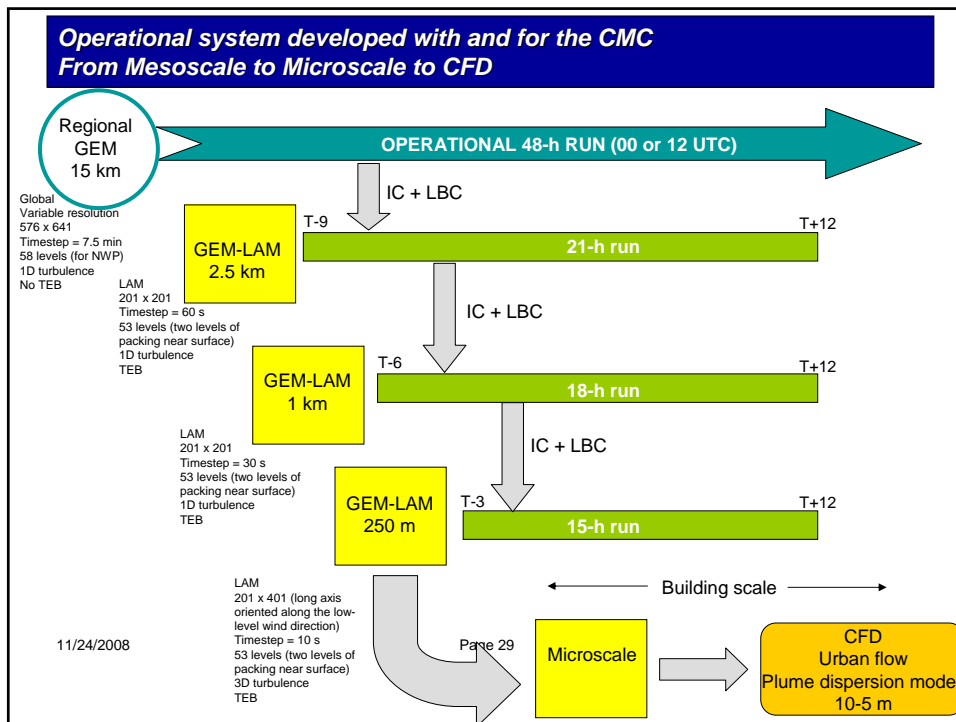 Operational system developed with and for the CMC
From Mesoscale to Microscale to CFD
Regional
GEM
15 km
OPERATIONAL 48-h RUN (00 or 12 UTC)
IC + LBC
Global
Variable resolution
576 x 641
Timestep = 7.5 min
58 levels (for NWP)
1D turbulence
No TEB
GEM-LAM
2.5 km
T-9
T+12
21-h run
IC + LBC
LAM
201 x 201
Timestep = 60 s
53 levels (two levels of
packing near surface)
1D turbulence
TEB
GEM-LAM
1 km
T-6
T+12
18-h run
IC + LBC
LAM
201 x 201
Timestep = 30 s
53 levels (two levels of
packing near surface)
1D turbulence
TEB
GEM-LAM
250 m
T-3
T+12
15-h run
LAM
201 x 401 (long axis
oriented along the low-
level wind direction)
Timestep = 10 s
53 levels (two levels of
packing near surface)
3D turbulence
TEB
Building scale
Microscale
CFD
Urban flow
Plume dispersion mode
10-5 m
11/24/2008
Page 29